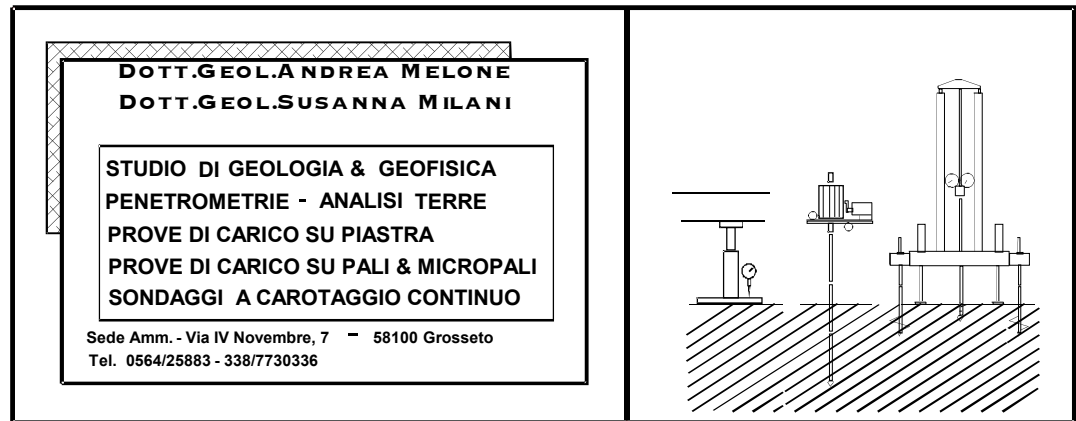 DOTT.GEOL.ANDREA MELONE
DOTT.GEOL.SUSANNA MILANI
STUDIO DI GEOLOGIA & GEOFISICA
PENETROMETRIE - ANALISI TERRE
PROVE DI CARICO SU PIASTRA
PROVE DI CARICO SU PALI & MICROPALI
SONDAGGI A CAROTAGGIO CONTINUO
Sede Amm. - Via IV Novembre, 7 - 58100 Grosseto
Tel. 0564/25883 - 338/7730336